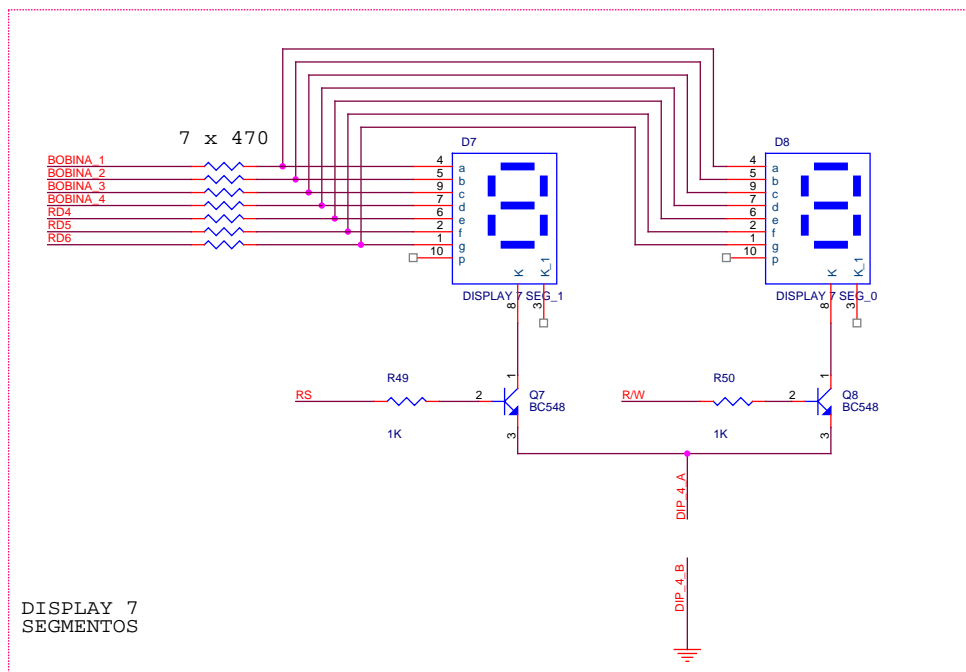 7 x 470
D7
D8
BOBINA_1
BOBINA_2
BOBINA_3
BOBINA_4
RD4
RD5
RD6
4
5
9
7
6
2
1
10
a
b
c
d
e
f
g
p
K
K_1
DISPLAY 7 SEG_1
8
3
4
5
9
7
6
2
1
10
a
b
c
d
e
f
g
p
K
K_1
DISPLAY 7 SEG_0
8
3
RS
R49
1K
2
1
Q7
BC548
3
R/W
R50
1K
2
1
Q8
BC548
3
DIP_4_A
DIP_4_B
DISPLAY 7
SEGMENTOS